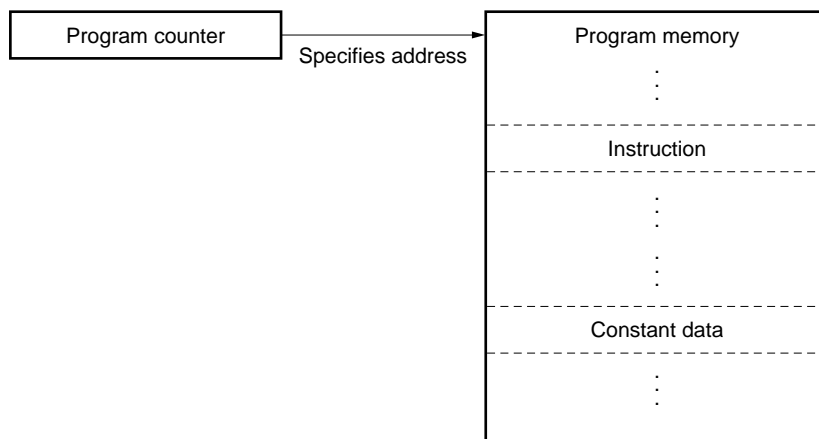 Program counter
Specifies address
Program memory
Instruction
Constant data